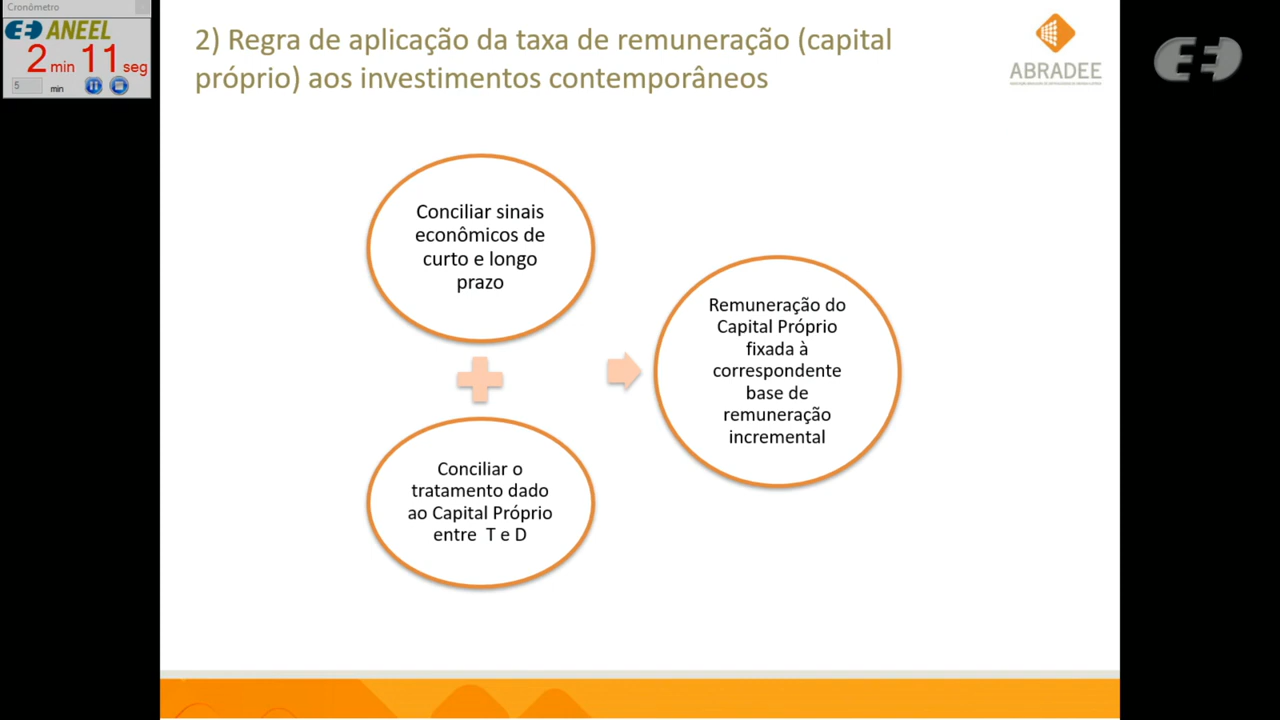 Cronômetro
ANEEL
2 min 11 seg
5 min
2) Regra de aplicação da taxa de remuneração (capital
próprio) aos investimentos contemporâneos
ABRADEE
Conciliar sinais
econômicos de
curto e longo
prazo
Conciliar o
tratamento dado
ao Capital Próprio
entre T e D
Remuneração do
Capital Próprio
fixada à
correspondente
base de
remuneração
incremental